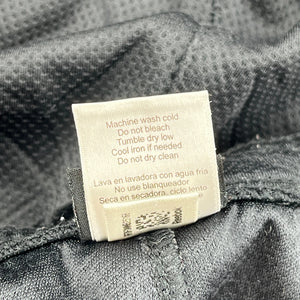 Machine wash cold
Do not bleach
Tumble dry low
Cool iron if needed
Do not dry clean
Lava en lavadora con agua fria
No use blanqueador
Seca en secadora, ciclo lento